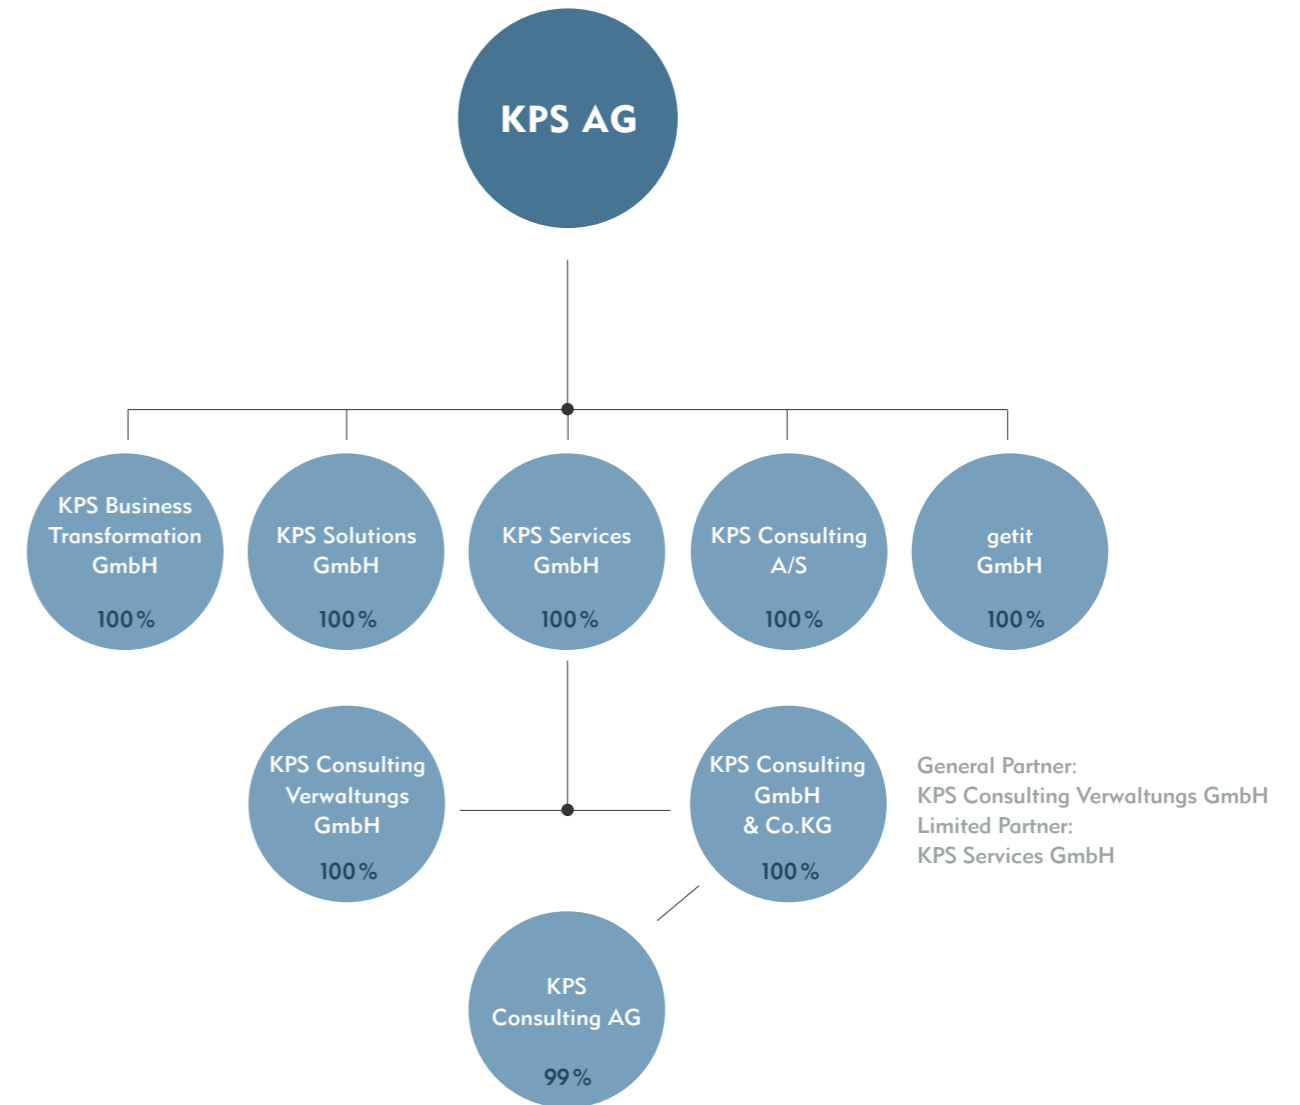 KPS AG
KPS Business
Transformation
GmbH
100 %
KPS Solutions
GmbH
100 %
KPS Services
GmbH
100 %
KPS Consulting
A/S
100 %
getit
GmbH
100 %
KPS Consulting
Verwaltungs
GmbH
100 %
KPS Consulting
GmbH
& Co.KG
100 %
General Partner:
KPS Consulting Verwaltungs GmbH
Limited Partner:
KPS Services GmbH
KPS
Consulting AG
99 %